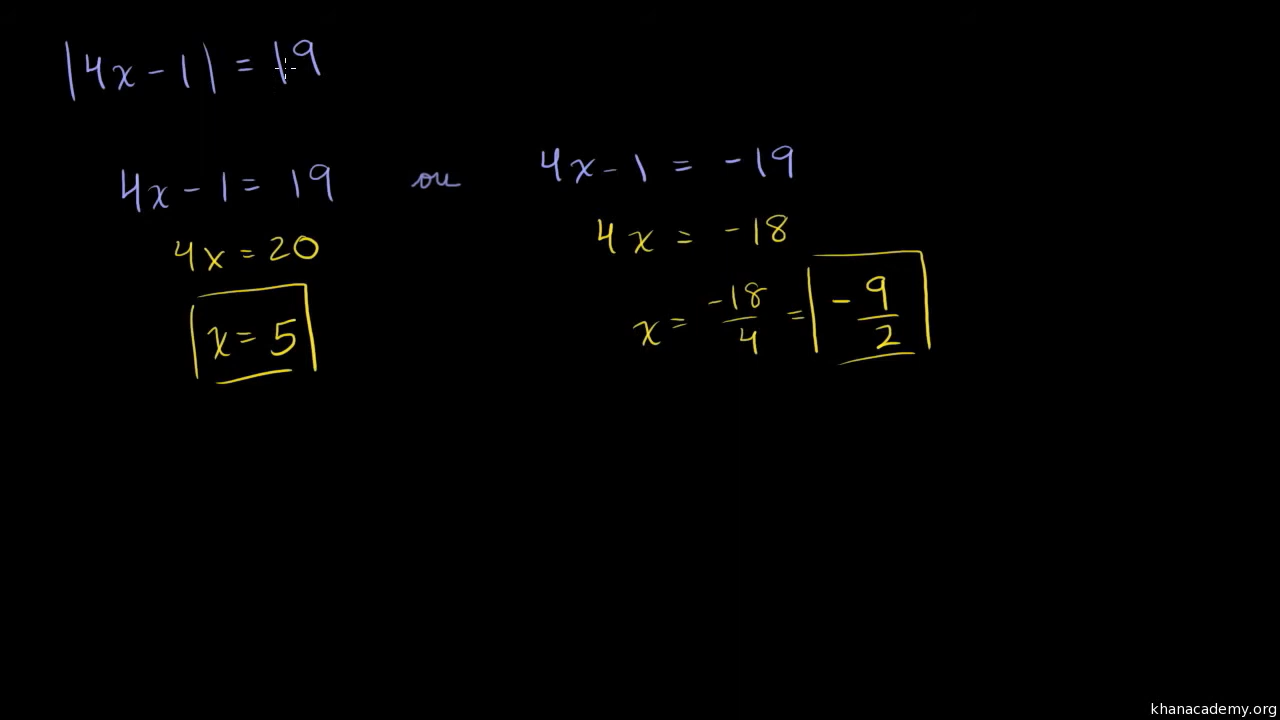 |4x - 1| = 19
4x - 1 = 19 ou 4x - 1 = -19
4x = 20
4x = -18
x = 5
x = -18/4 = -9/2
khanacademy.org